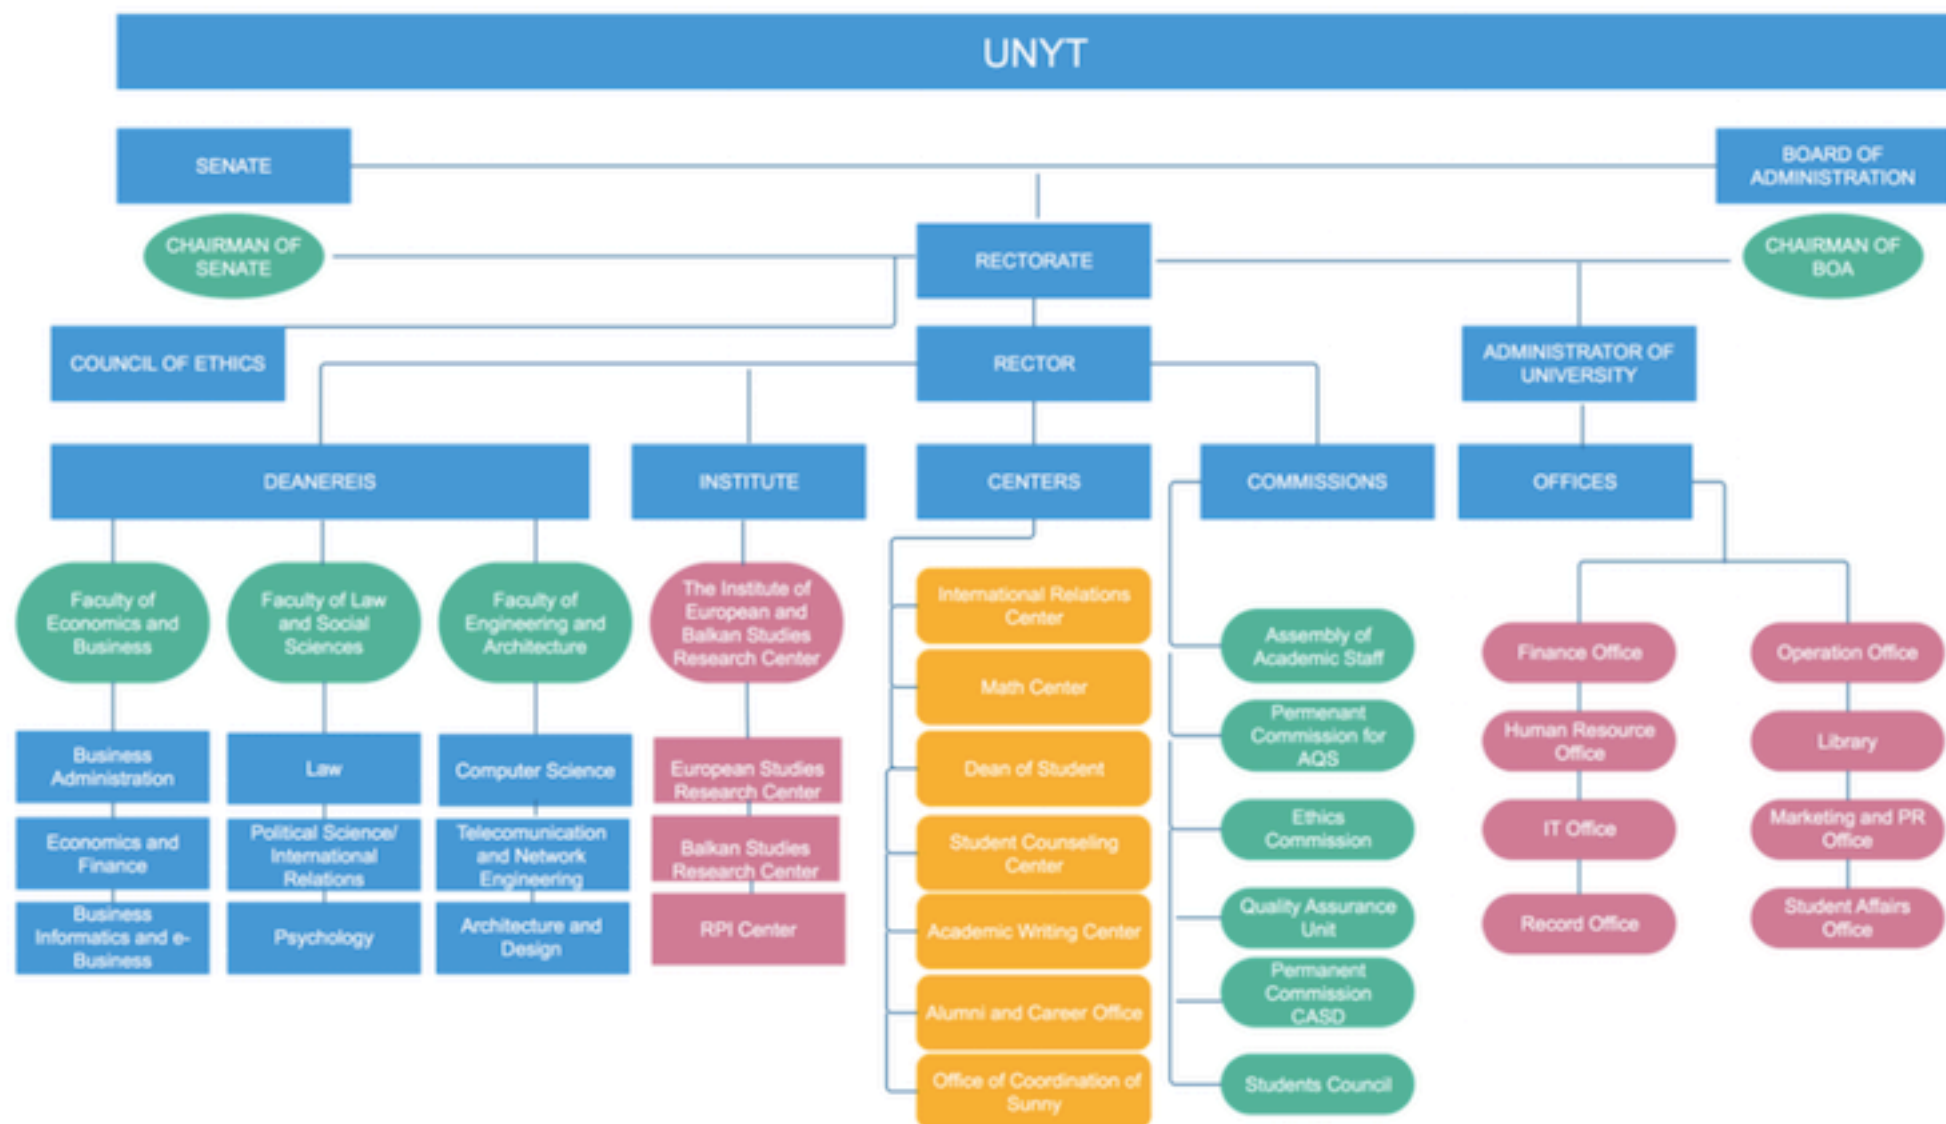 UNYT
SENATE
BOARD OF
ADMINISTRATION
CHAIRMAN OF
SENATE
RECTORATE
CHAIRMAN OF
BOA
COUNCIL OF ETHICS
RECTOR
ADMINISTRATOR OF
UNIVERSITY
DEANEREIS
INSTITUTE
CENTERS
COMMISSIONS
OFFICES
Faculty of
Economics and
Business
Faculty of Law
and Social
Sciences
Faculty of
Engineering and
Architecture
The Institute of
European and
Balkan Studies
Research Center
Business
Administration
Economics and
Finance
Business
Informatics and e-
Business
Law
Political Science/
International
Relations
Psychology
Computer Science
Telecomunication
and Network
Engineering
Architecture and
Design
European Studies
Research Center
Balkan Studies
Research Center
RPI Center
International Relations
Center
Math Center
Dean of Student
Student Counseling
Center
Academic Writing Center
Alumni and Career Office
Office of Coordination of
Sunny
Assembly of
Academic Staff
Permenant
Commission for
AQS
Ethics
Commission
Quality Assurance
Unit
Permanent
Commission
CASD
Students Council
Finance Office
Human Resource
Office
IT Office
Record Office
Operation Office
Library
Marketing and PR
Office
Student Affairs
Office